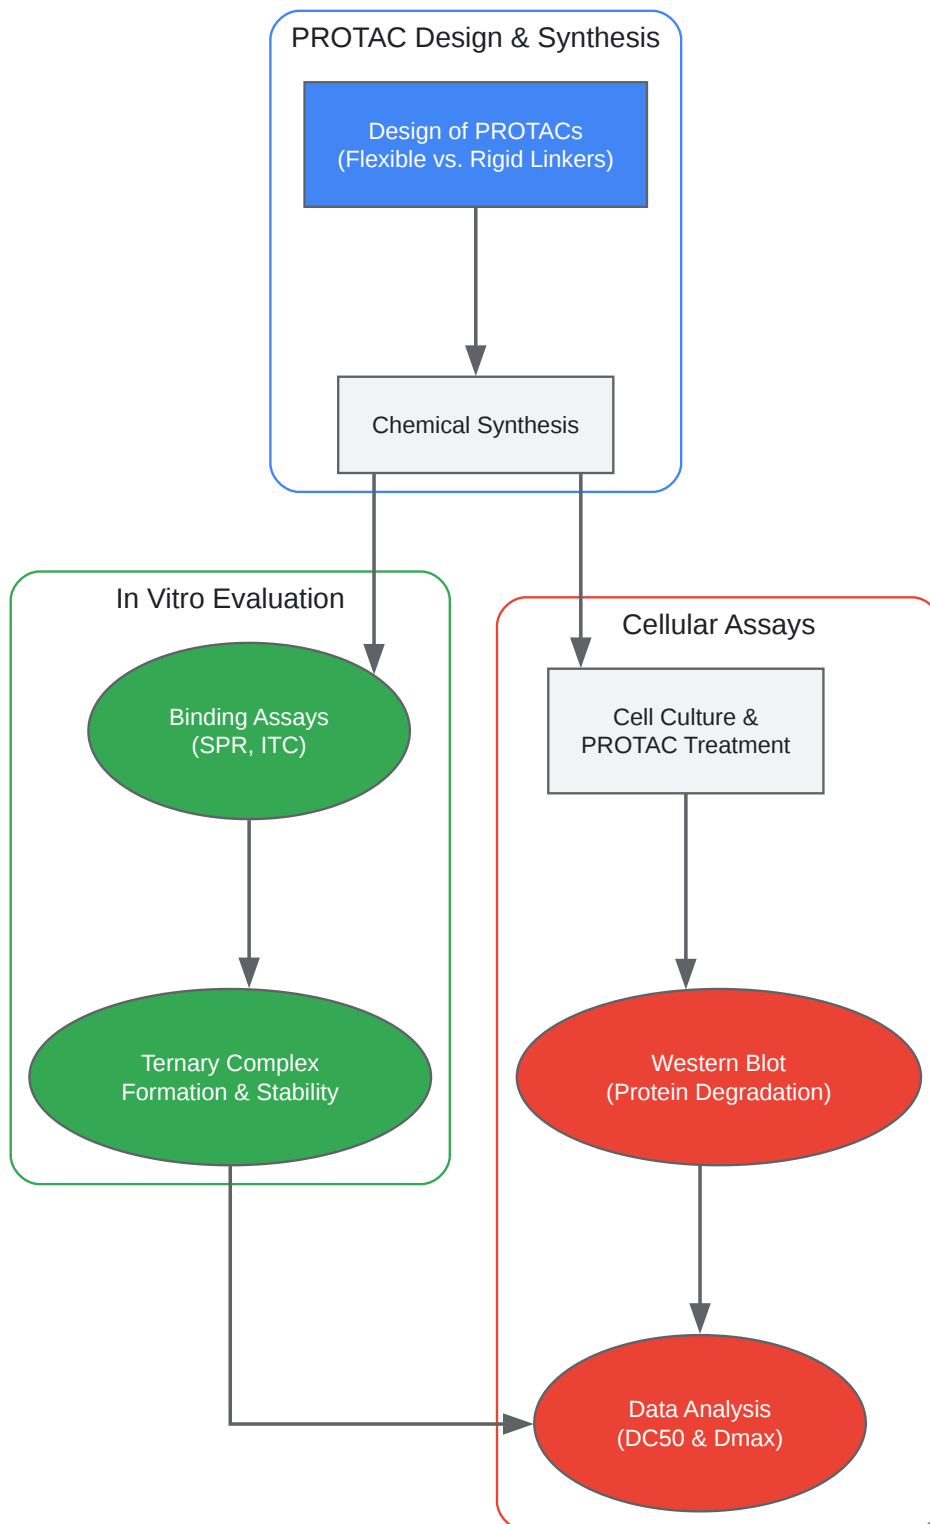 PROTAC Design & Synthesis
Design of PROTACs
(Flexible vs. Rigid Linkers)
Chemical Synthesis
In Vitro Evaluation
Binding Assays
(SPR, ITC)
Ternary Complex
Formation & Stability
Cellular Assays
Cell Culture &
PROTAC Treatment
Western Blot
(Protein Degradation)
Data Analysis
(DC50 & Dmax)